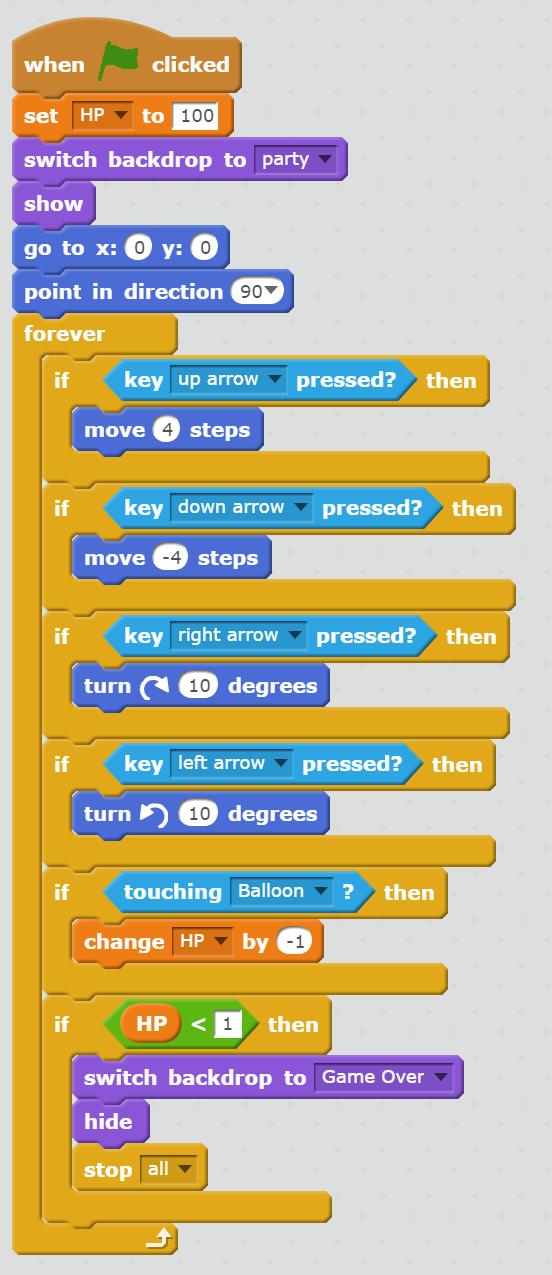 when clicked
set HP to 100
switch backdrop to party
show
go to x: 0 y: 0
point in direction 90
forever
if key up arrow pressed? then
move 4 steps
if key down arrow pressed? then
move -4 steps
if key right arrow pressed? then
turn 10 degrees
if key left arrow pressed? then
turn 10 degrees
if touching Balloon ? then
change HP by -1
if HP < 1 then
switch backdrop to Game Over
hide
stop all